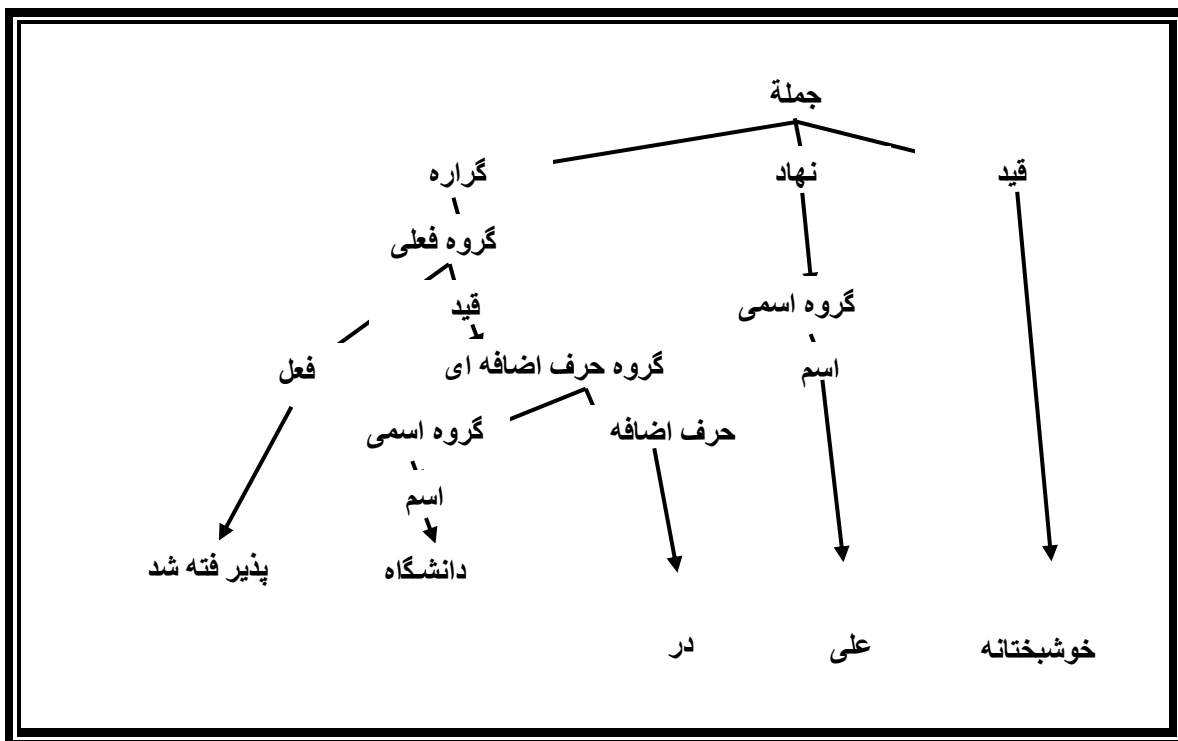 جملة
قید نهاد گراره
گروه فعلی
قید گروه اسمی
فعل گروه حرف اضافه ای اسم
حرف اضافه گروه اسمی
اسم
دانشگاه پذیر فته شد
خوشبختانه علی در